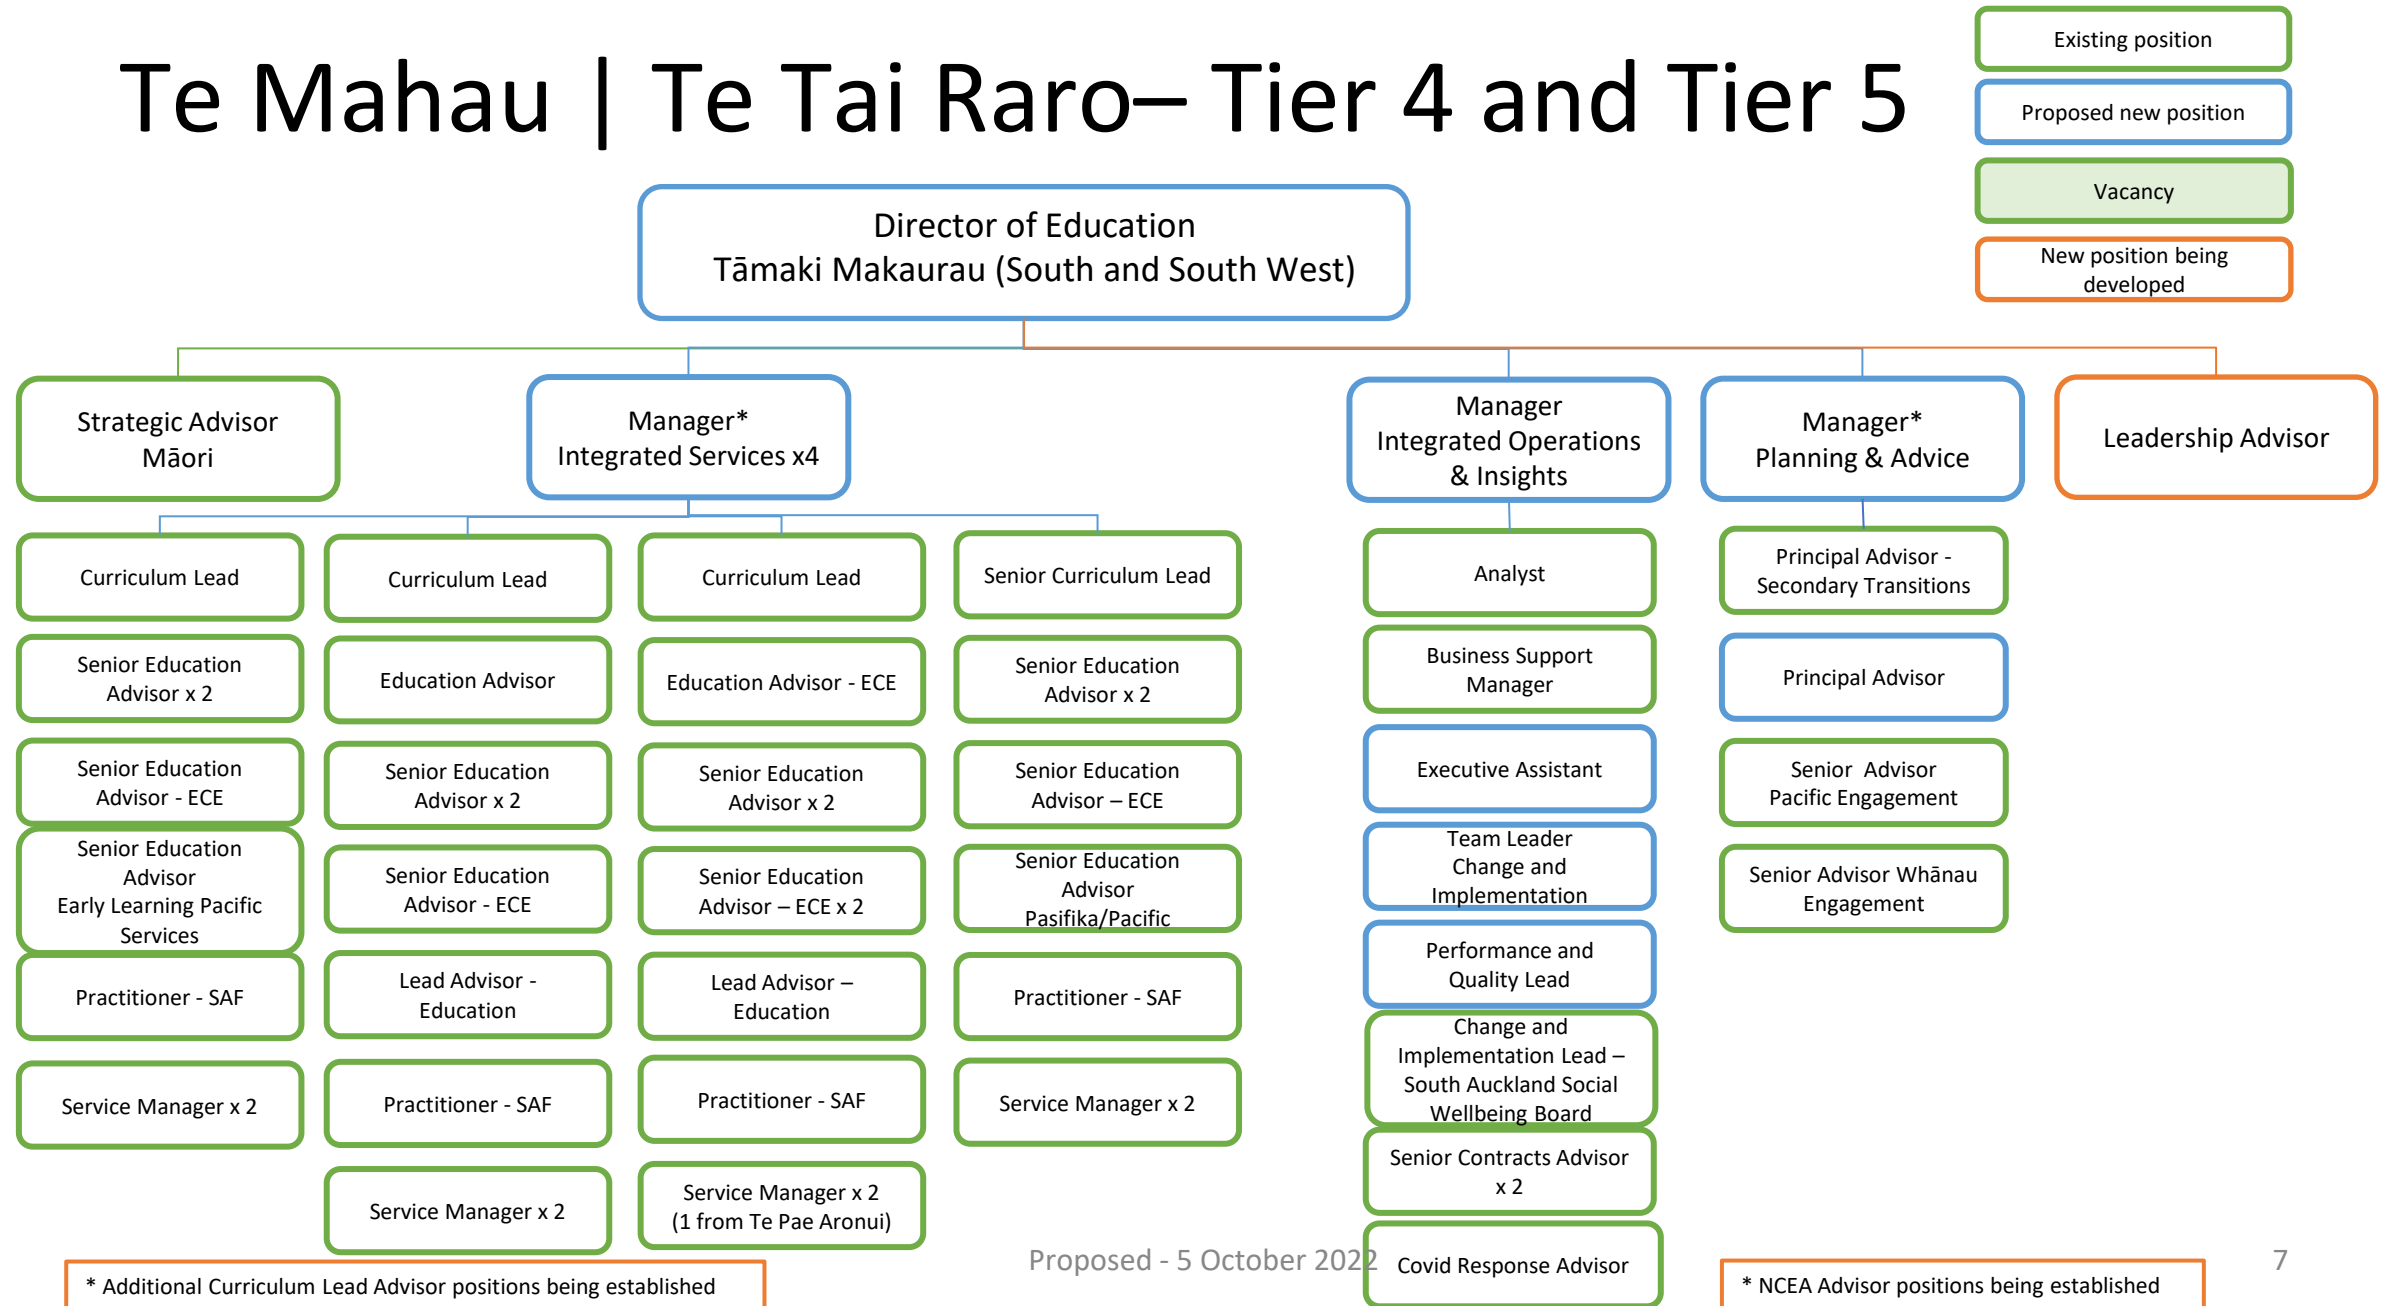 Te Mahau | Te Tai Raro– Tier 4 and Tier 5
Existing position
Proposed new position
Vacancy
New position being
developed
Director of Education
Tāmaki Makaurau (South and South West)
Strategic Advisor
Māori
Manager*
Integrated Services x4
Manager
Integrated Operations
& Insights
Manager*
Planning & Advice
Leadership Advisor
Curriculum Lead
Senior Education
Advisor x 2
Senior Education
Advisor - ECE
Senior Education
Advisor
Early Learning Pacific
Services
Practitioner - SAF
Service Manager x 2
Curriculum Lead
Education Advisor
Senior Education
Advisor x 2
Senior Education
Advisor - ECE
Lead Advisor -
Education
Practitioner - SAF
Service Manager x 2
Curriculum Lead
Education Advisor - ECE
Senior Education
Advisor x 2
Senior Education
Advisor – ECE x 2
Lead Advisor –
Education
Practitioner - SAF
Service Manager x 2
(1 from Te Pae Aronui)
Senior Curriculum Lead
Senior Education
Advisor x 2
Senior Education
Advisor – ECE
Senior Education
Advisor
Pasifika/Pacific
Practitioner - SAF
Service Manager x 2
Analyst
Business Support
Manager
Executive Assistant
Team Leader
Change and
Implementation
Performance and
Quality Lead
Change and
Implementation Lead –
South Auckland Social
Wellbeing Board
Senior Contracts Advisor
x 2
Covid Response Advisor
Principal Advisor -
Secondary Transitions
Principal Advisor
Senior  Advisor
Pacific Engagement
Senior Advisor Whānau
Engagement
* Additional Curriculum Lead Advisor positions being established
Proposed - 5 October 2022
* NCEA Advisor positions being established
7